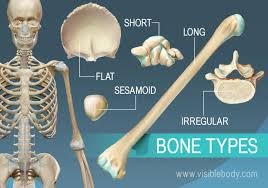 SHORT
LONG
FLAT
SESAMOID
IRREGULAR
BONE TYPES
www.visiblebody.com